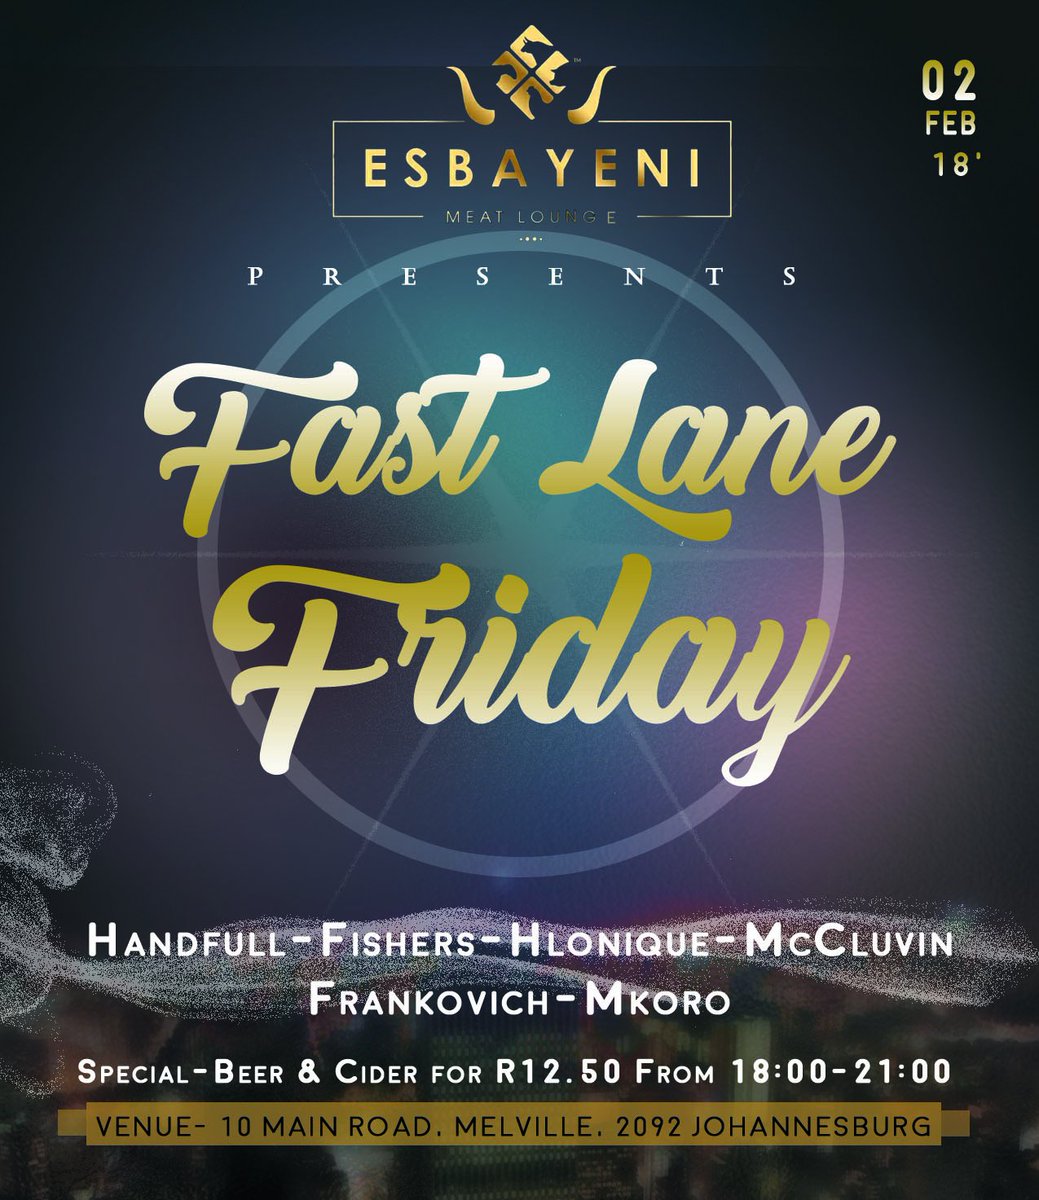 ESBAYENI
MEAT LOUNGE
PRESENTS
02
FEB
18'
Fast Lane
Friday
Handfull-Fishers-Hlonique-McCluvin
Frankovich-Mkoro
Special-Beer & Cider for R12.50 From 18:00-21:00
VENUE- 10 MAIN ROAD, MELVILLE, 2092 JOHANNESBURG